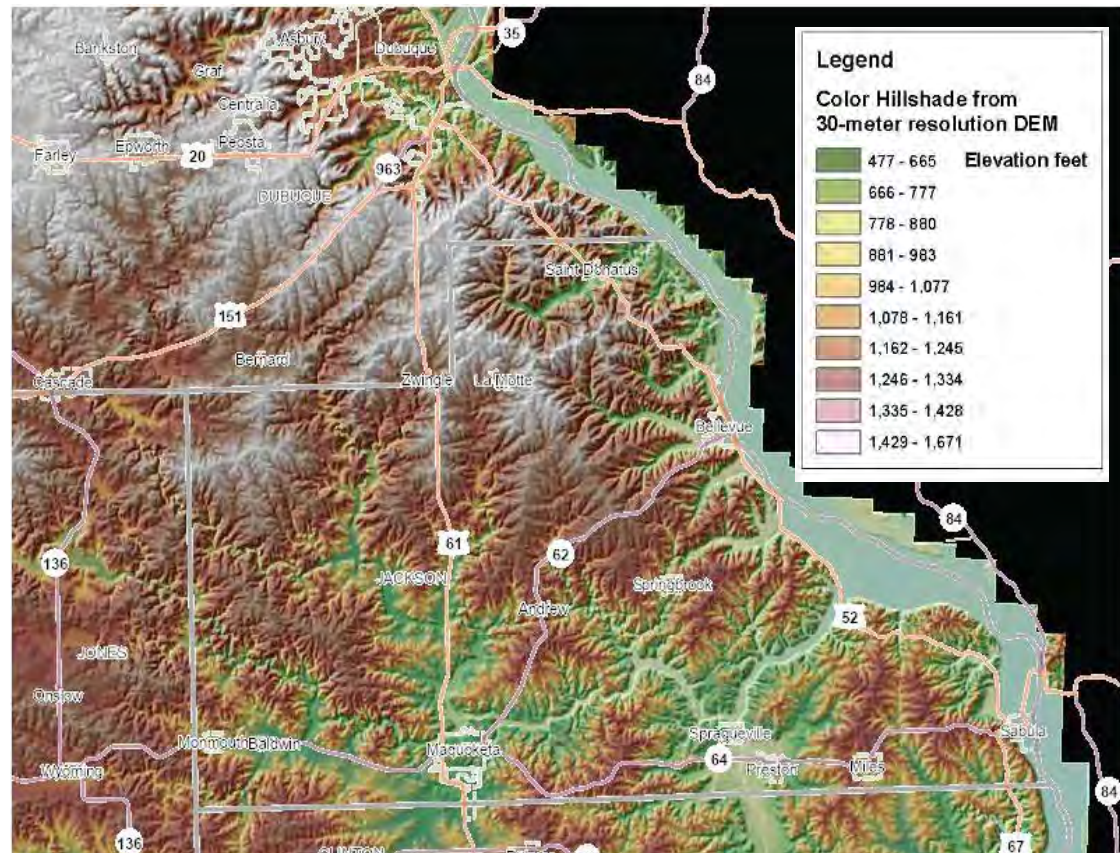 35
Bankston
Asbury
Dubuque
Graf
84
Centralia
Farley
Epworth
20
Peosta
963
DUBUQUE
Saint Donatus
151
Bernard
Cascade
Zwingle
La Motte
Bellevue
84
61
62
136
JACKSON
Springbrook
Andrew
52
JONES
Onslow
Monmouth
Baldwin
Maquoketa
Spragueville
Sabula
64
Wyoming
Preston
Miles
84
136
67
CLINTON
Legend
Color Hillshade from
30-meter resolution DEM
477 - 665 Elevation feet
666 - 777
778 - 880
881 - 983
984 - 1,077
1,078 - 1,161
1,162 - 1,245
1,246 - 1,334
1,335 - 1,428
1,429 - 1,671